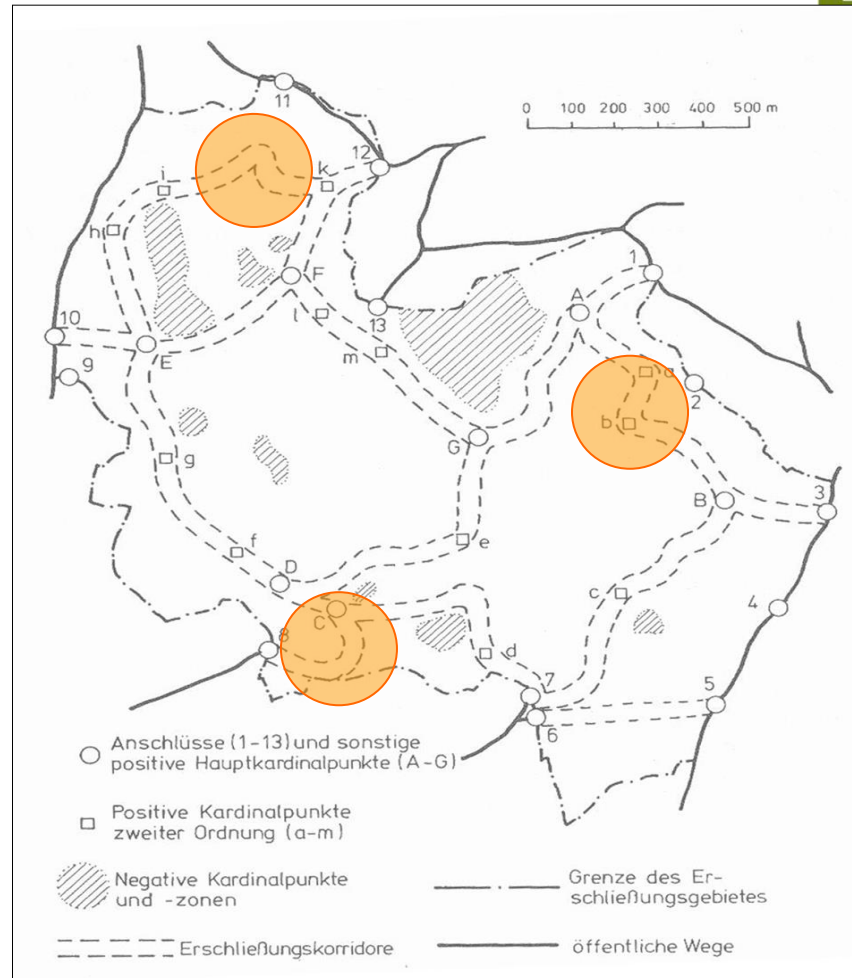 11
0 100 200 300 400 500 m
12
i
k
h
1
F
A
10
l
13
E
m
a
9
2
b
G
g
B
3
e
f
D
c
4
C
8
d
7
5
6
Anschlüsse (1-13) und sonstige
positive Hauptkardinalpunkte (A-G)
Positive Kardinalpunkte
zweiter Ordnung (a-m)
Negative Kardinalpunkte
und -zonen
Grenze des Er-
schließungsgebietes
Erschließungskorridore
öffentliche Wege